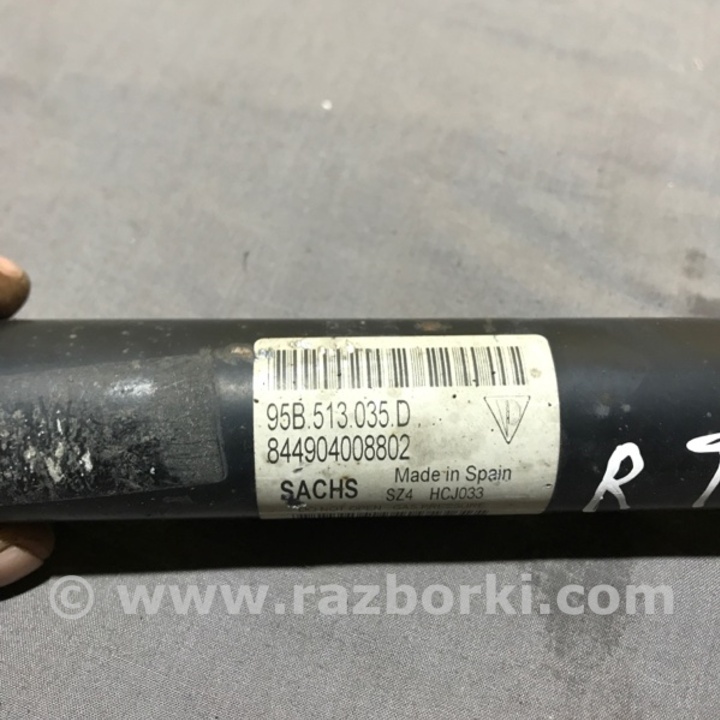 95B.513.035.D
844904008802
Made in Spain
SACHS SZ4 HCJ033
R
© www.razborki.com